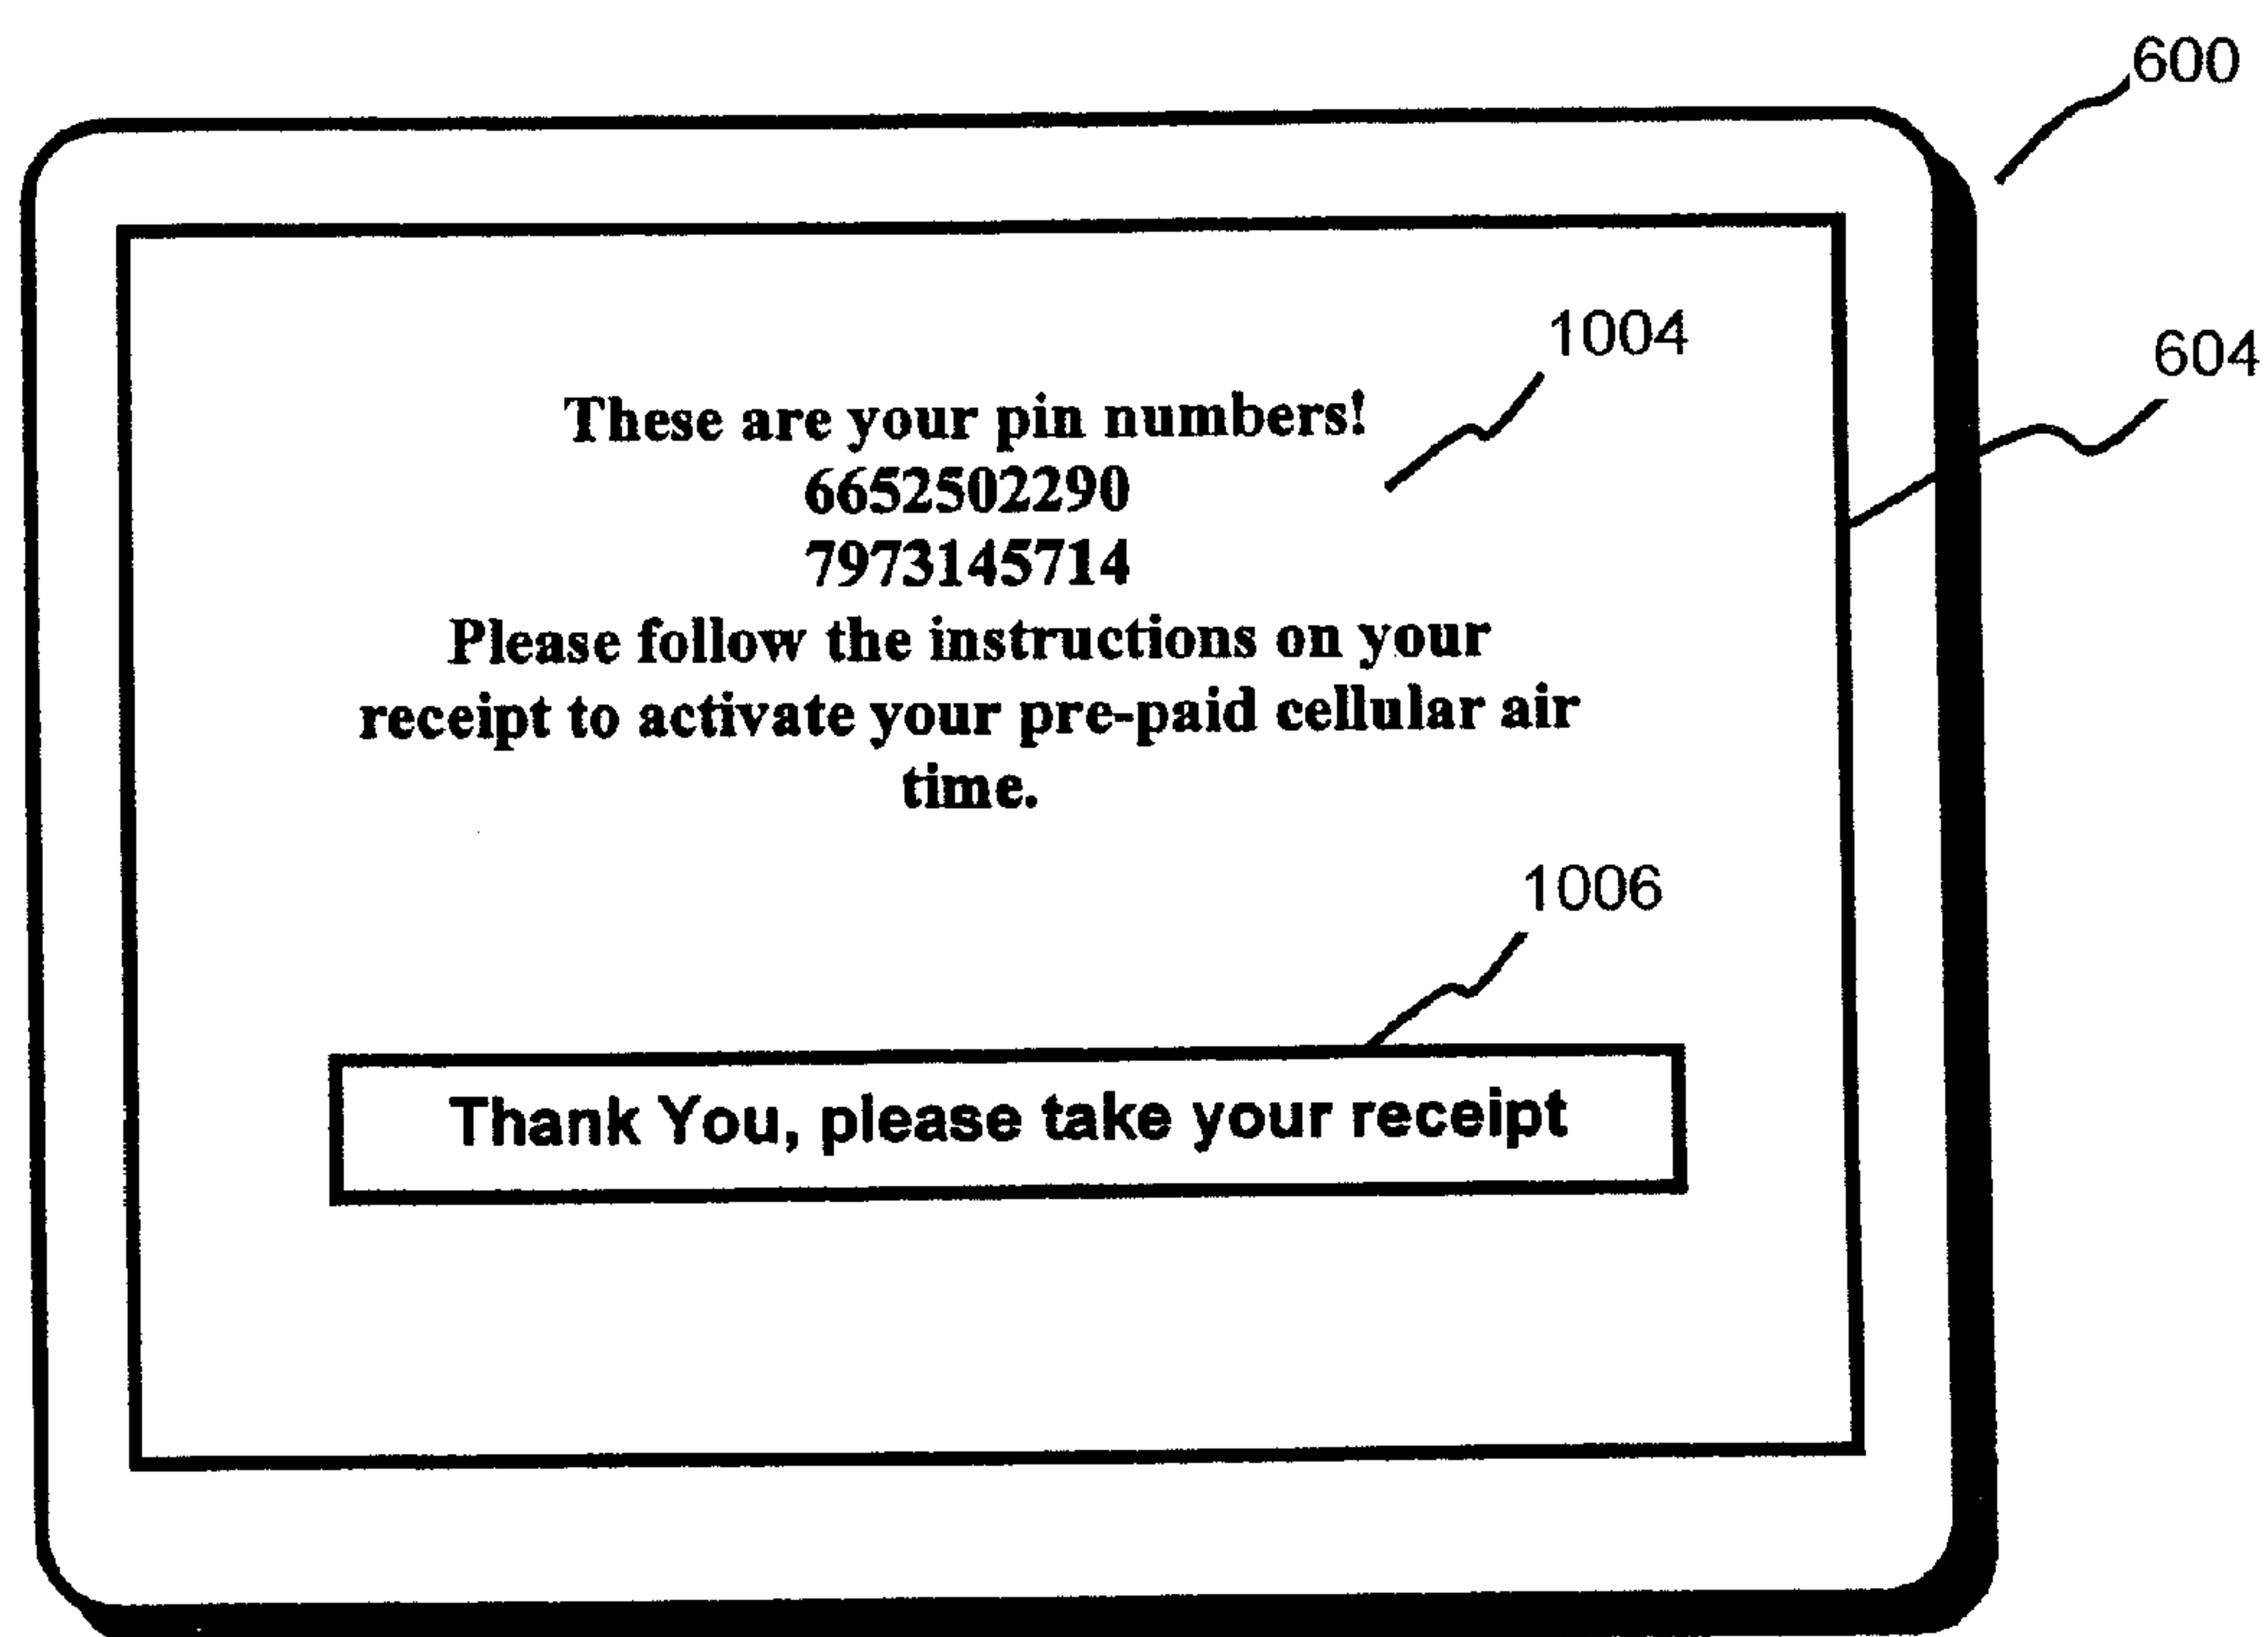 600
1004
604
These are your pin numbers!
6652502290
7973145714
Please follow the instructions on your
receipt to activate your pre-paid cellular air
time.
1006
Thank You, please take your receipt